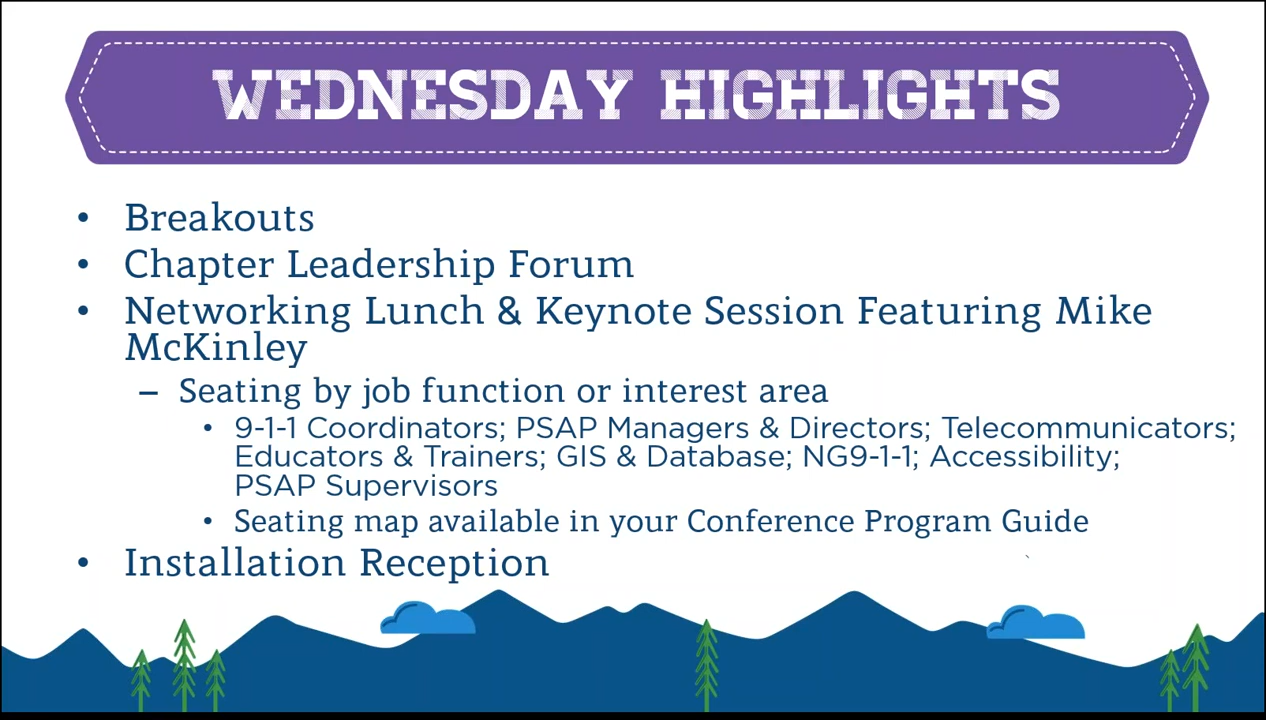 WEDNESDAY HIGHLIGHTS
• Breakouts
• Chapter Leadership Forum
• Networking Lunch & Keynote Session Featuring Mike
McKinley
– Seating by job function or interest area
• 9-1-1 Coordinators; PSAP Managers & Directors; Telecommunicators;
Educators & Trainers; GIS & Database; NG9-1-1; Accessibility;
PSAP Supervisors
• Seating map available in your Conference Program Guide
• Installation Reception